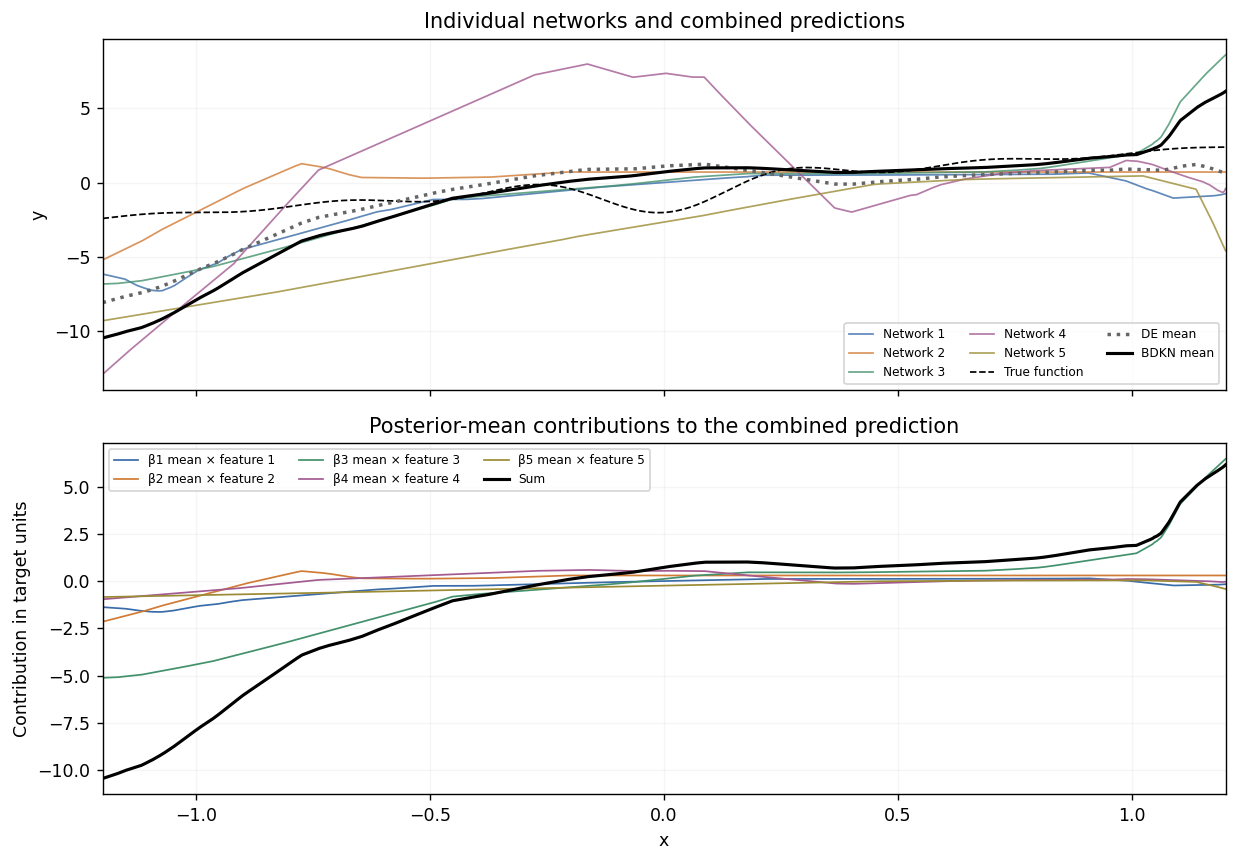 Individual networks and combined predictions
5
0
−5
−10
y
Network 1
Network 2
Network 3
Network 4
Network 5
True function
DE mean
BDKN mean
Posterior-mean contributions to the combined prediction
β1 mean × feature 1
β2 mean × feature 2
β3 mean × feature 3
β4 mean × feature 4
β5 mean × feature 5
Sum
5.0
2.5
0.0
−2.5
−5.0
−7.5
−10.0
Contribution in target units
−1.0
−0.5
0.0
0.5
1.0
x